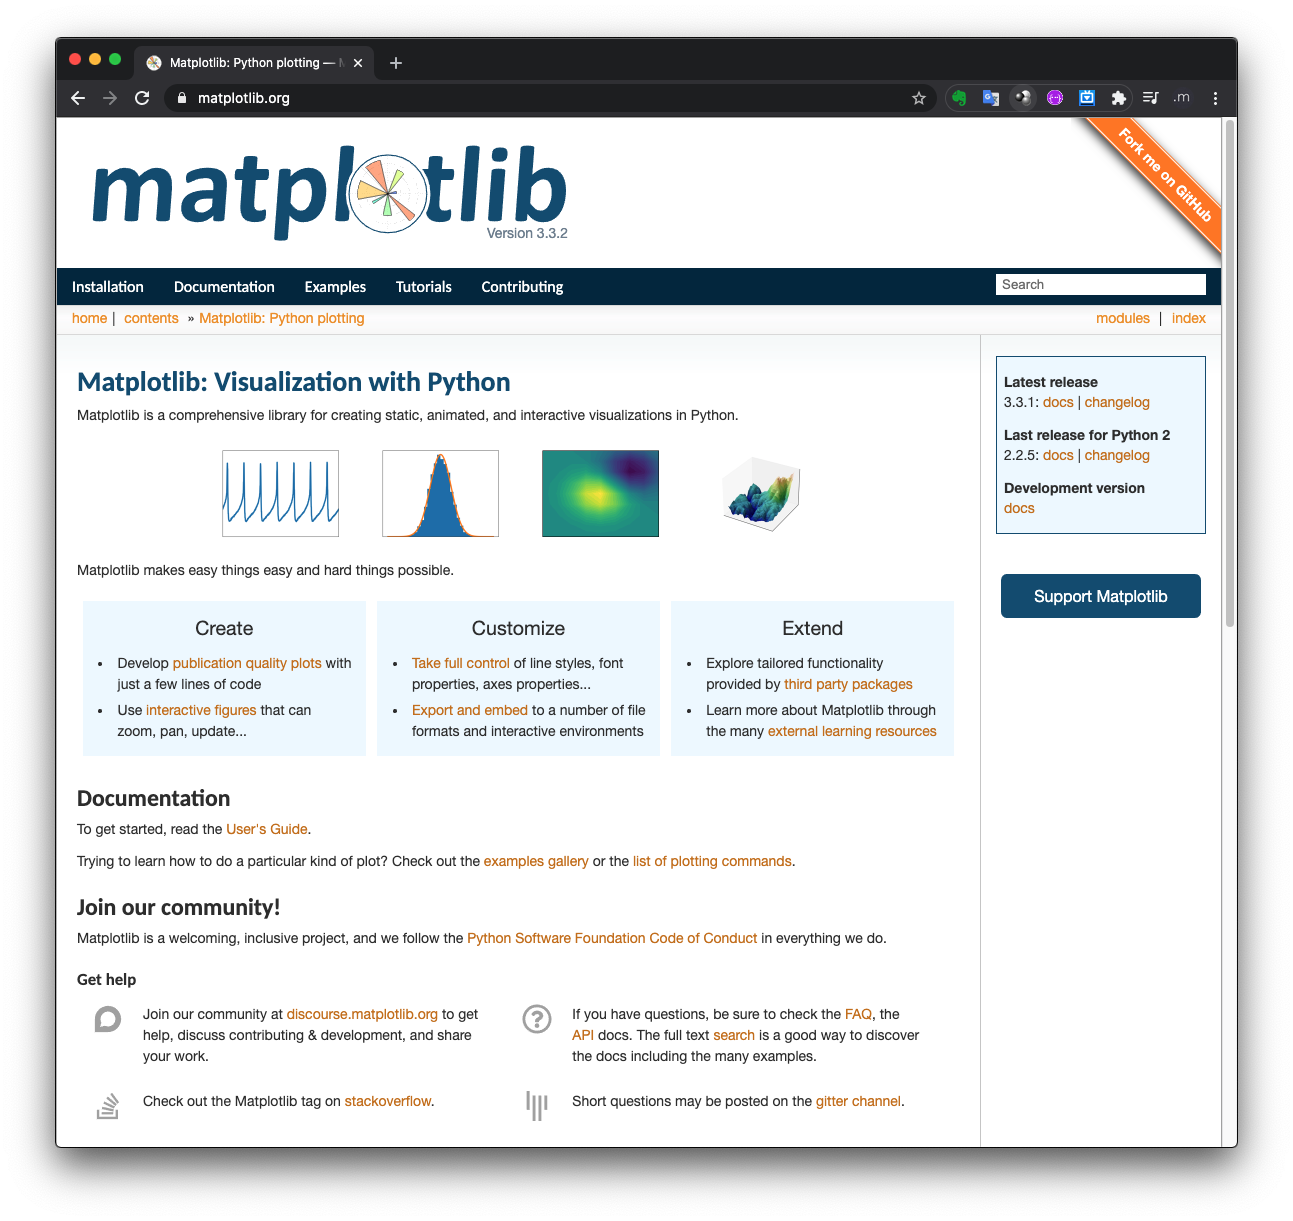 Matplotlib: Python plotting —
matplotlib.org
.m
matplotlib
Version 3.3.2
Fork me on GitHub
Installation Documentation Examples Tutorials Contributing Search
home | contents » Matplotlib: Python plotting modules | index
Matplotlib: Visualization with Python
Matplotlib is a comprehensive library for creating static, animated, and interactive visualizations in Python.
Matplotlib makes easy things easy and hard things possible.
Create
• Develop publication quality plots with
just a few lines of code
• Use interactive figures that can
zoom, pan, update...
Customize
• Take full control of line styles, font
properties, axes properties...
• Export and embed to a number of file
formats and interactive environments
Extend
• Explore tailored functionality
provided by third party packages
• Learn more about Matplotlib through
the many external learning resources
Documentation
To get started, read the User's Guide.
Trying to learn how to do a particular kind of plot? Check out the examples gallery or the list of plotting commands.
Join our community!
Matplotlib is a welcoming, inclusive project, and we follow the Python Software Foundation Code of Conduct in everything we do.
Get help
Join our community at discourse.matplotlib.org to get
help, discuss contributing & development, and share
your work.
If you have questions, be sure to check the FAQ, the
API docs. The full text search is a good way to discover
the docs including the many examples.
Check out the Matplotlib tag on stackoverflow.
Short questions may be posted on the gitter channel.
Latest release
3.3.1: docs | changelog
Last release for Python 2
2.2.5: docs | changelog
Development version
docs
Support Matplotlib